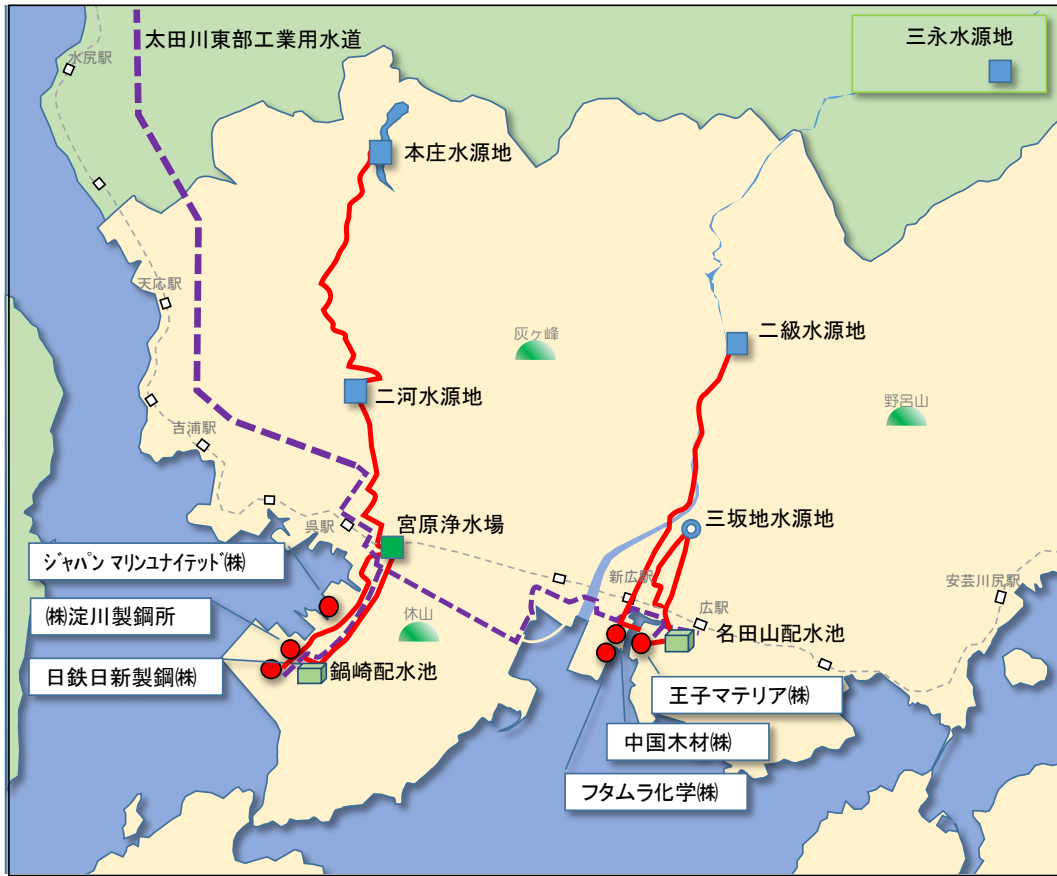 太田川東部工業用水道
三永水源地
水尻駅
本庄水源地
天応駅
灰ヶ峰
二級水源地
二河水源地
野呂山
吉浦駅
呉駅
宮原浄水場
三坂地水源地
ｼﾞｬﾊﾟﾝ ﾏﾘﾝﾕﾅｲﾃｯﾄﾞ㈱
新広駅
安芸川尻駅
㈱淀川製鋼所
休山
広駅
名田山配水池
日鉄日新製鋼㈱
鍋崎配水池
王子マテリア㈱
中国木材㈱
フタムラ化学㈱